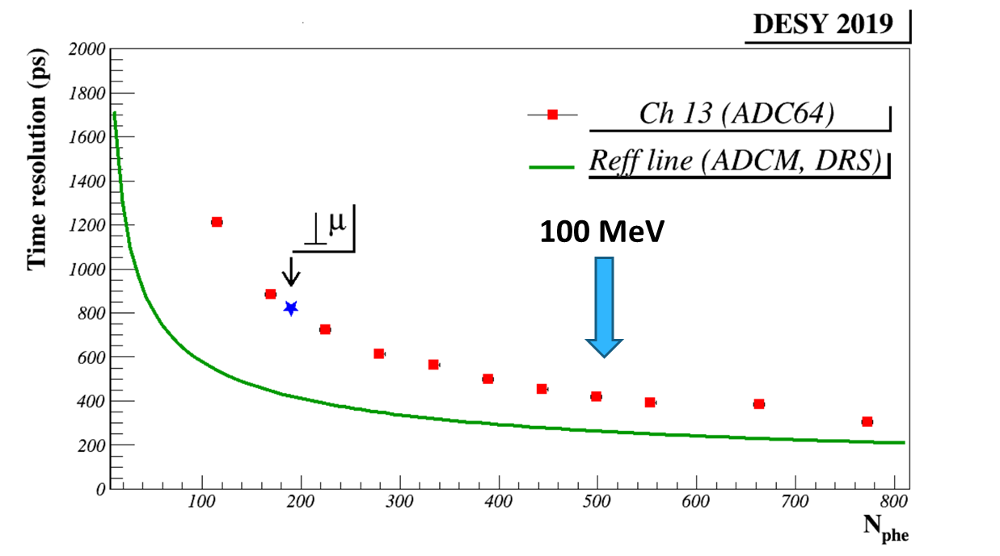 DESY 2019
Time resolution (ps)
2000
1800
1600
1400
1200
1000
800
600
400
200
0
Ch 13 (ADC64)
Reff line (ADCM, DRS)
⊥μ
100 MeV
100 200 300 400 500 600 700 800
Nphe